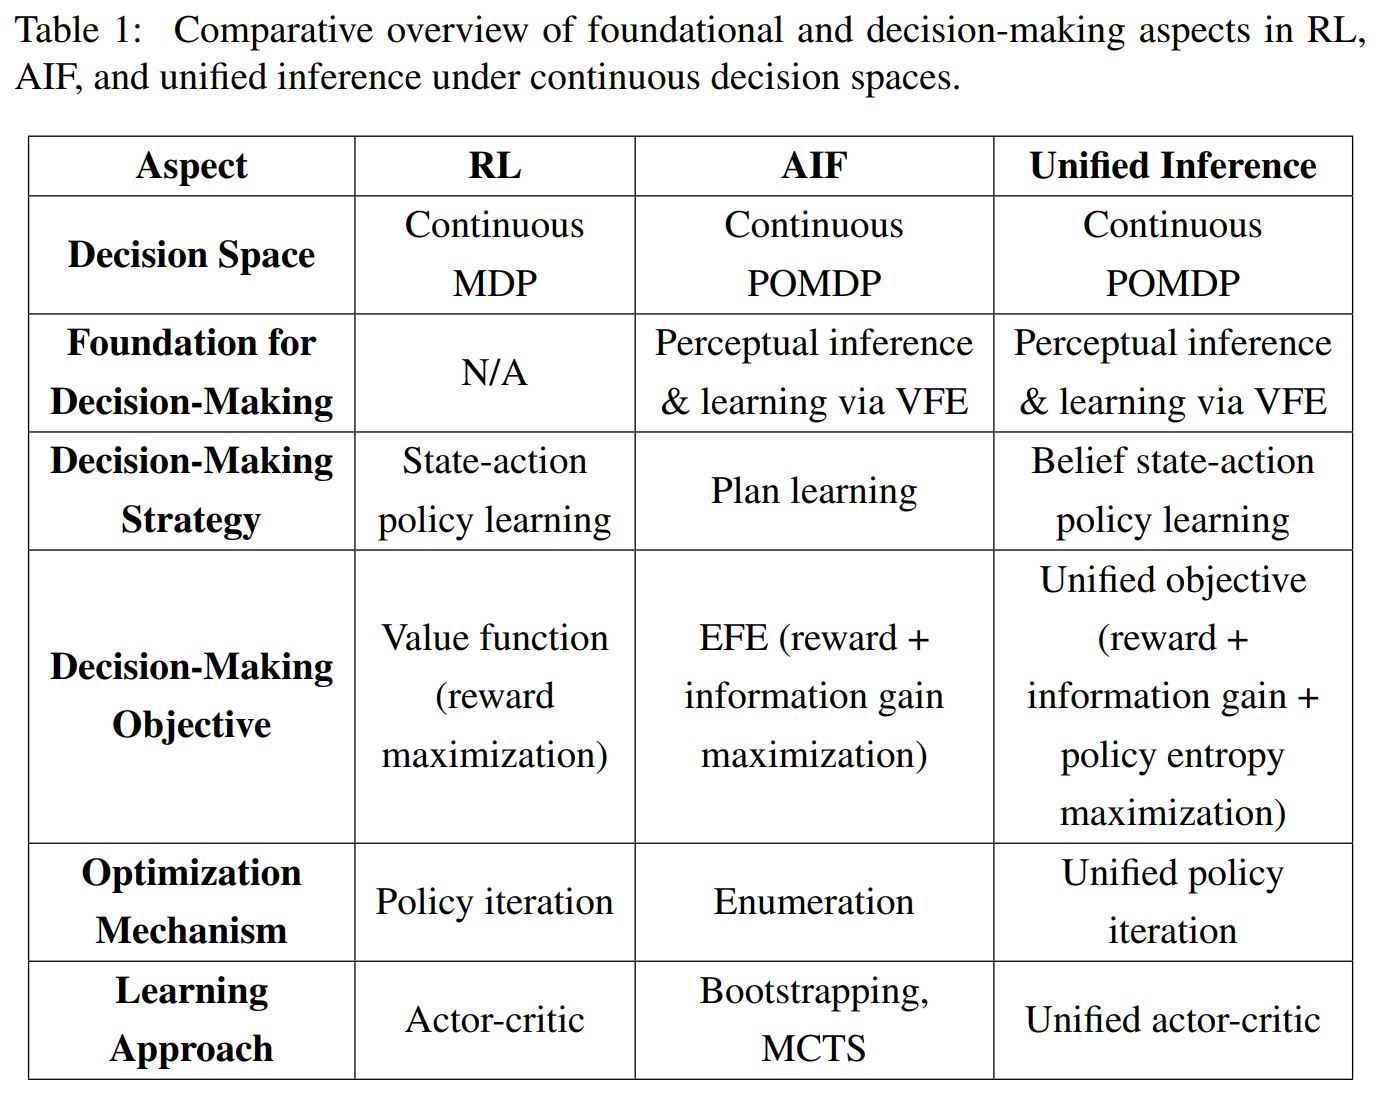 Table 1: Comparative overview of foundational and decision-making aspects in RL,
AIF, and unified inference under continuous decision spaces.
Aspect
RL
AIF
Unified Inference
Decision Space
Continuous
MDP
Continuous
POMDP
Continuous
POMDP
Foundation for
Decision-Making
N/A
Perceptual inference
& learning via VFE
Perceptual inference
& learning via VFE
Decision-Making
Strategy
State-action
policy learning
Plan learning
Belief state-action
policy learning
Decision-Making
Objective
Value function
(reward
maximization)
EFE (reward +
information gain
maximization)
Unified objective
(reward +
information gain +
policy entropy
maximization)
Optimization
Mechanism
Policy iteration
Enumeration
Unified policy
iteration
Learning
Approach
Actor-critic
Bootstrapping,
MCTS
Unified actor-critic